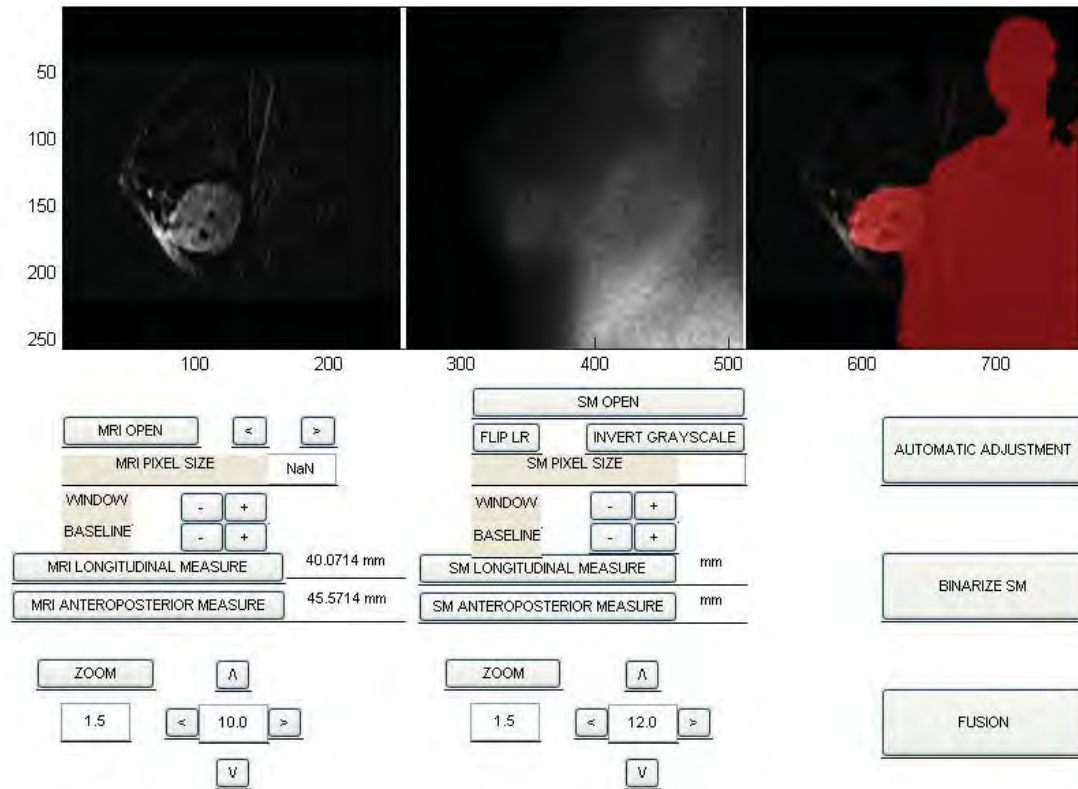 50
100
150
200
250
100 200 300 400 500 600 700
SM OPEN
MRI OPEN < > FLIP LR INVERT GRAYSCALE AUTOMATIC ADJUSTMENT
MRI PIXEL SIZE NaN SM PIXEL SIZE
WINDOW - + WINDOW - +
BASELINE - + BASELINE - +
MRI LONGITUDINAL MEASURE 40.0714 mm SM LONGITUDINAL MEASURE mm BINARIZE SM
MRI ANTEROPOSTERIOR MEASURE 45.5714 mm SM ANTEROPOSTERIOR MEASURE mm
ZOOM Λ ZOOM Λ
1.5 < 10.0 > 1.5 < 12.0 > FUSION
V V